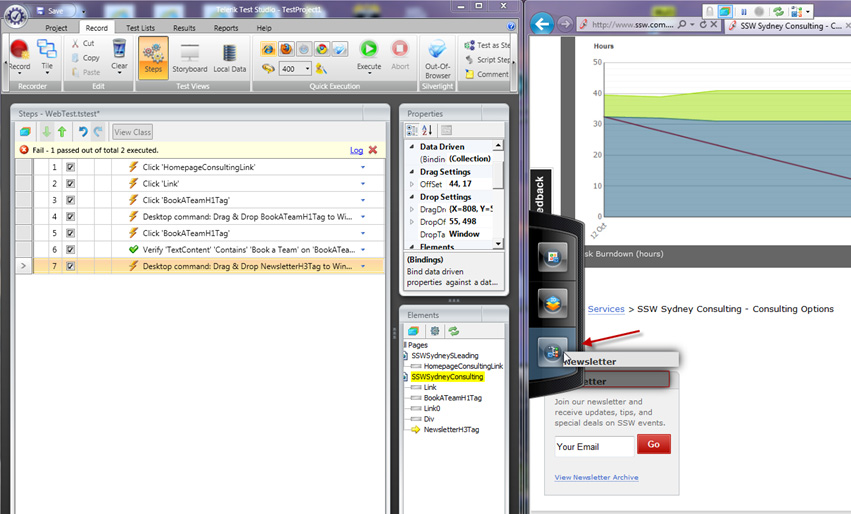 Save
Telerik Test Studio - TestProject1
Project
Record
Test Lists
Results
Reports
Help
Record
Tile
Cut
Copy
Paste
Clear
Steps
Storyboard
Local Data
400
Execute
Abort
Out-Of-
Browser
Test as Ste
Script Step
Comment
Recorder
Edit
Test Views
Quick Execution
Silverlight
Steps - WebTest.tstest*
View Class
Fail - 1 passed out of total 2 executed.
Log
1 Click 'HomepageConsultingLink'
2 Click 'Link'
3 Click 'BookATeamH1Tag'
4 Desktop command: Drag & Drop BookATeamH1Tag to Wi...
5 Click 'BookATeamH1Tag'
6 Verify 'TextContent' 'Contains' 'Book a Team' on 'BookATea...
7 Desktop command: Drag & Drop NewsletterH3Tag to Win...
Properties
Data Driven
(Bindin (Collection)
Drag Settings
OffSet 44, 17
Drop Settings
DragDn (X=808, Y=5
DropOf 55, 498
DropTa Window
Elements
(Bindings)
Bind data driven
properties against a data...
Elements
All Pages
SSWSydneySLeading
HomepageConsultingLink
SSWSydneyConsulting
Link
BookATeamH1Tag
Link0
Div
NewsletterH3Tag
http://www.ssw.com.
SSW Sydney Consulting - C...
Hours
50
40
30
20
10
0
12 Oct
edback
sk Burndown (hours)
Services > SSW Sydney Consulting - Consulting Options
Newsletter
etter
Join our newsletter and
receive updates, tips, and
special deals on SSW events.
Your Email
Go
View Newsletter Archive